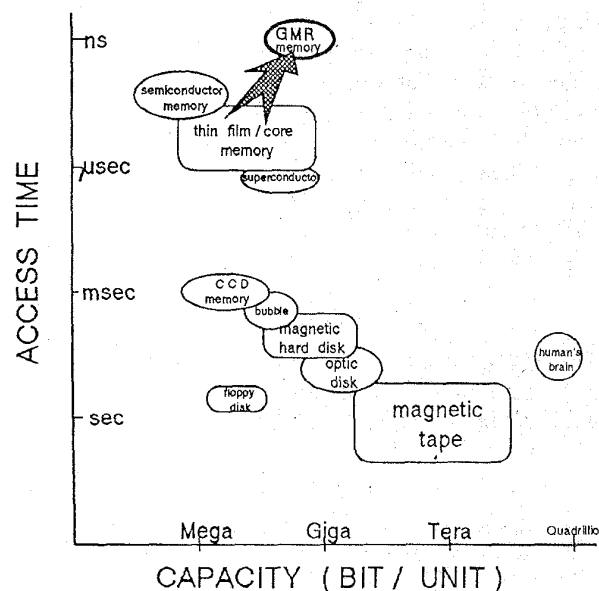 ns
GMR
memory
semiconductor
memory
thin film / core
memory
μsec
superconductor
ACCESS TIME
msec
CCD
memory
bubble
magnetic
hard disk
optic
disk
human's
brain
floppy
disk
sec
magnetic
tape
Mega
Giga
Tera
Quadrillio
CAPACITY ( BIT / UNIT )